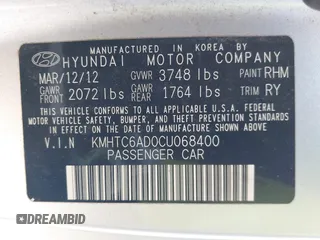 MANUFACTURED IN KOREA BY
HYUNDAI MOTOR COMPANY
MAR/12/12 GVWR 3748 lbs PAINT RHM
GAWR FRONT 2072 lbs GAWR REAR 1764 lbs TRIM RY
THIS VEHICLE CONFORMS TO ALL APPLICABLE
U.S. FEDERAL MOTOR VEHICLE SAFETY,
BUMPER, AND THEFT PREVENTION STANDARDS
IN EFFECT ON THE DATE OF MANUFACTURE
SHOWN ABOVE.
V.I.N KMHTC6AD0CU068400
PASSENGER CAR
© DREAMBID
DREAMBID